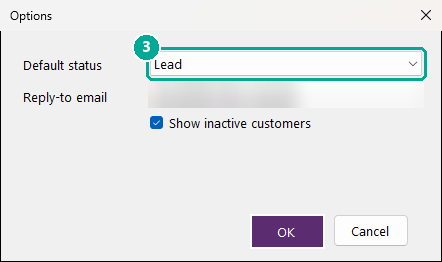 Options
3
Default status
Lead
Reply-to email
Show inactive customers
OK
Cancel